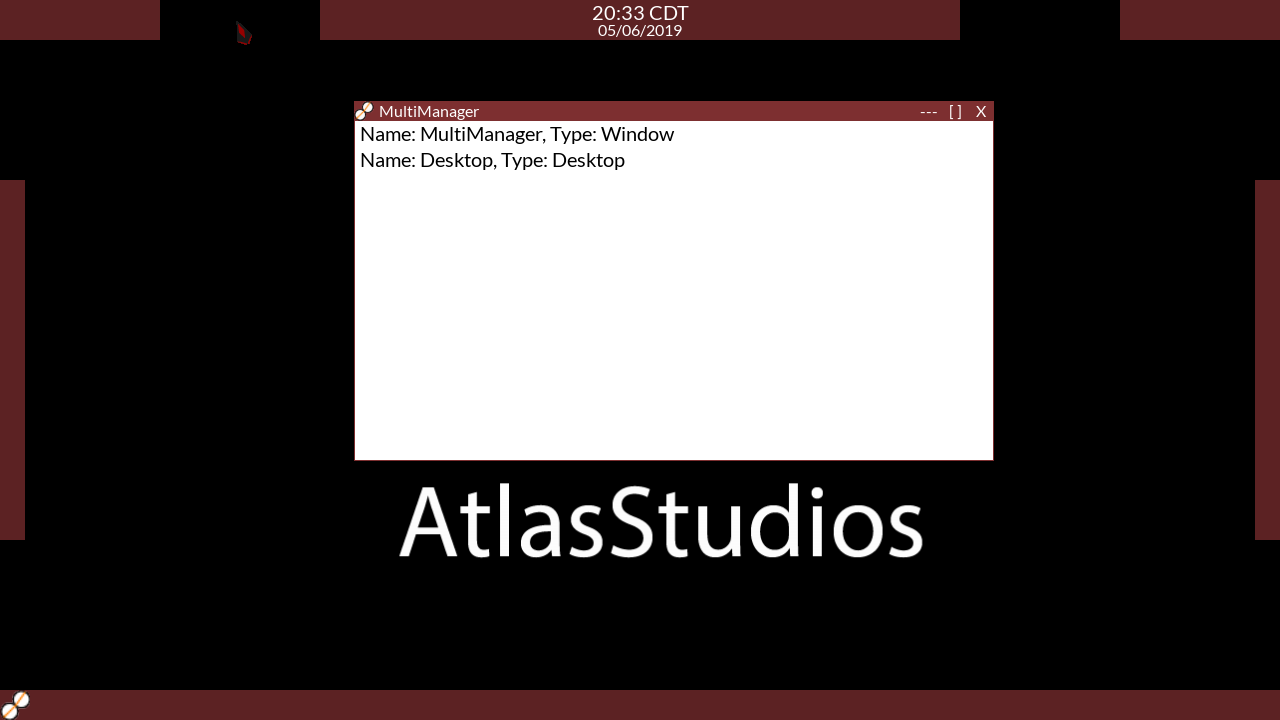 20:33 CDT
05/06/2019
MultiManager --- [ ] X
Name: MultiManager, Type: Window
Name: Desktop, Type: Desktop
AtlasStudios